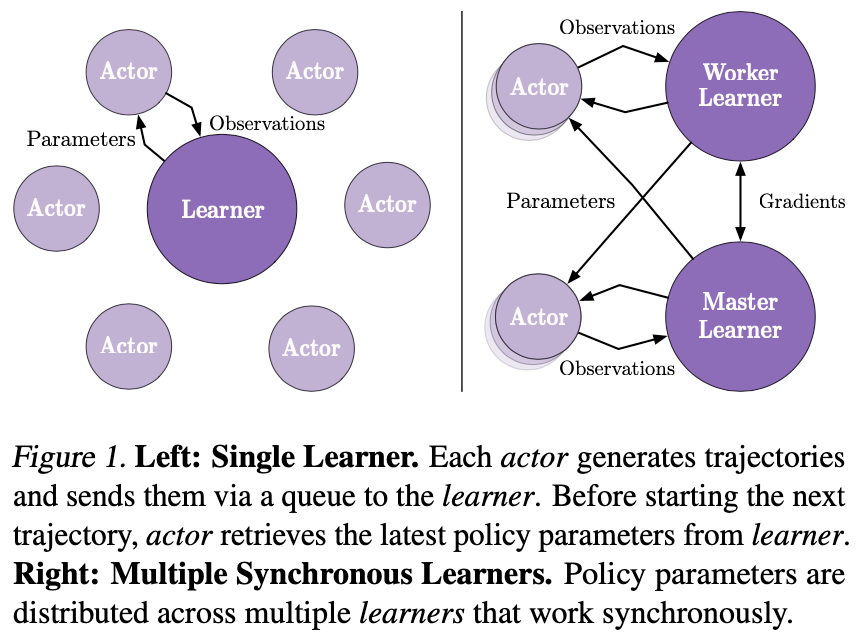 Actor
Actor
Parameters
Observations
Actor
Learner
Actor
Actor
Actor
Observations
Actor
Worker
Learner
Parameters
Gradients
Actor
Master
Learner
Observations
Figure 1. Left: Single Learner. Each actor generates trajectories
and sends them via a queue to the learner. Before starting the next
trajectory, actor retrieves the latest policy parameters from learner.
Right: Multiple Synchronous Learners. Policy parameters are
distributed across multiple learners that work synchronously.